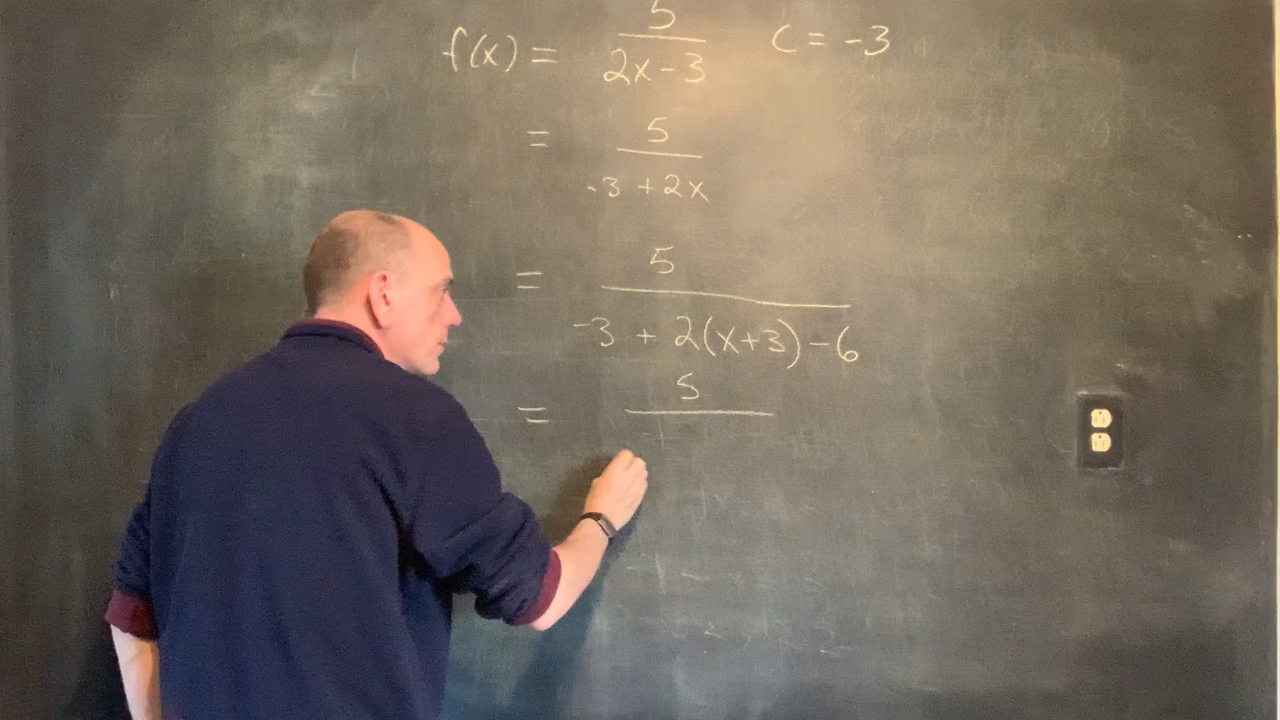 f(x) = 5/(2x-3) C = -3
= 5/(-3 + 2x)
= 5/(-3 + 2(x+3) - 6)
= 5/